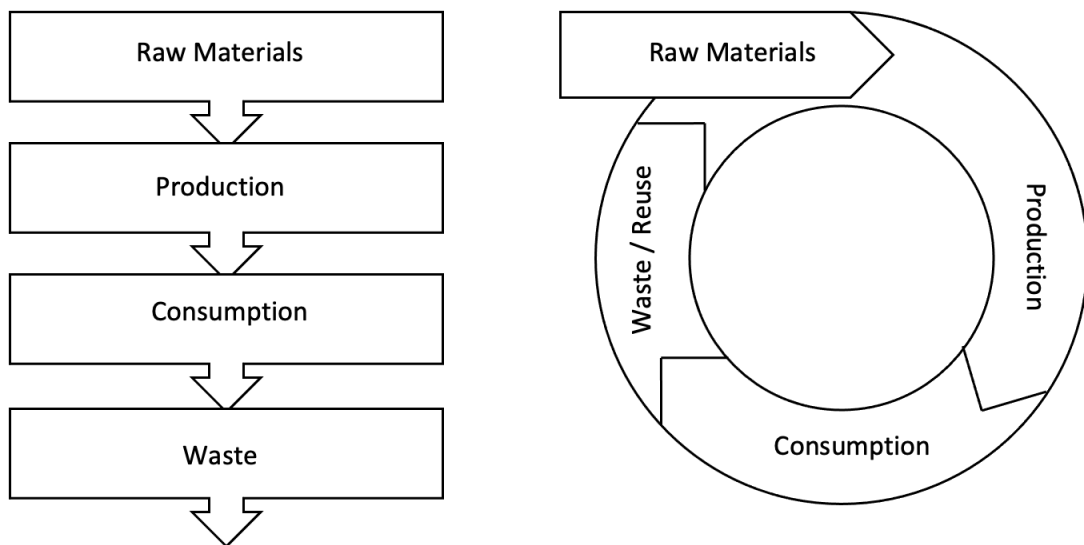 Raw Materials
Production
Consumption
Waste
Raw Materials
Production
Consumption
Waste / Reuse